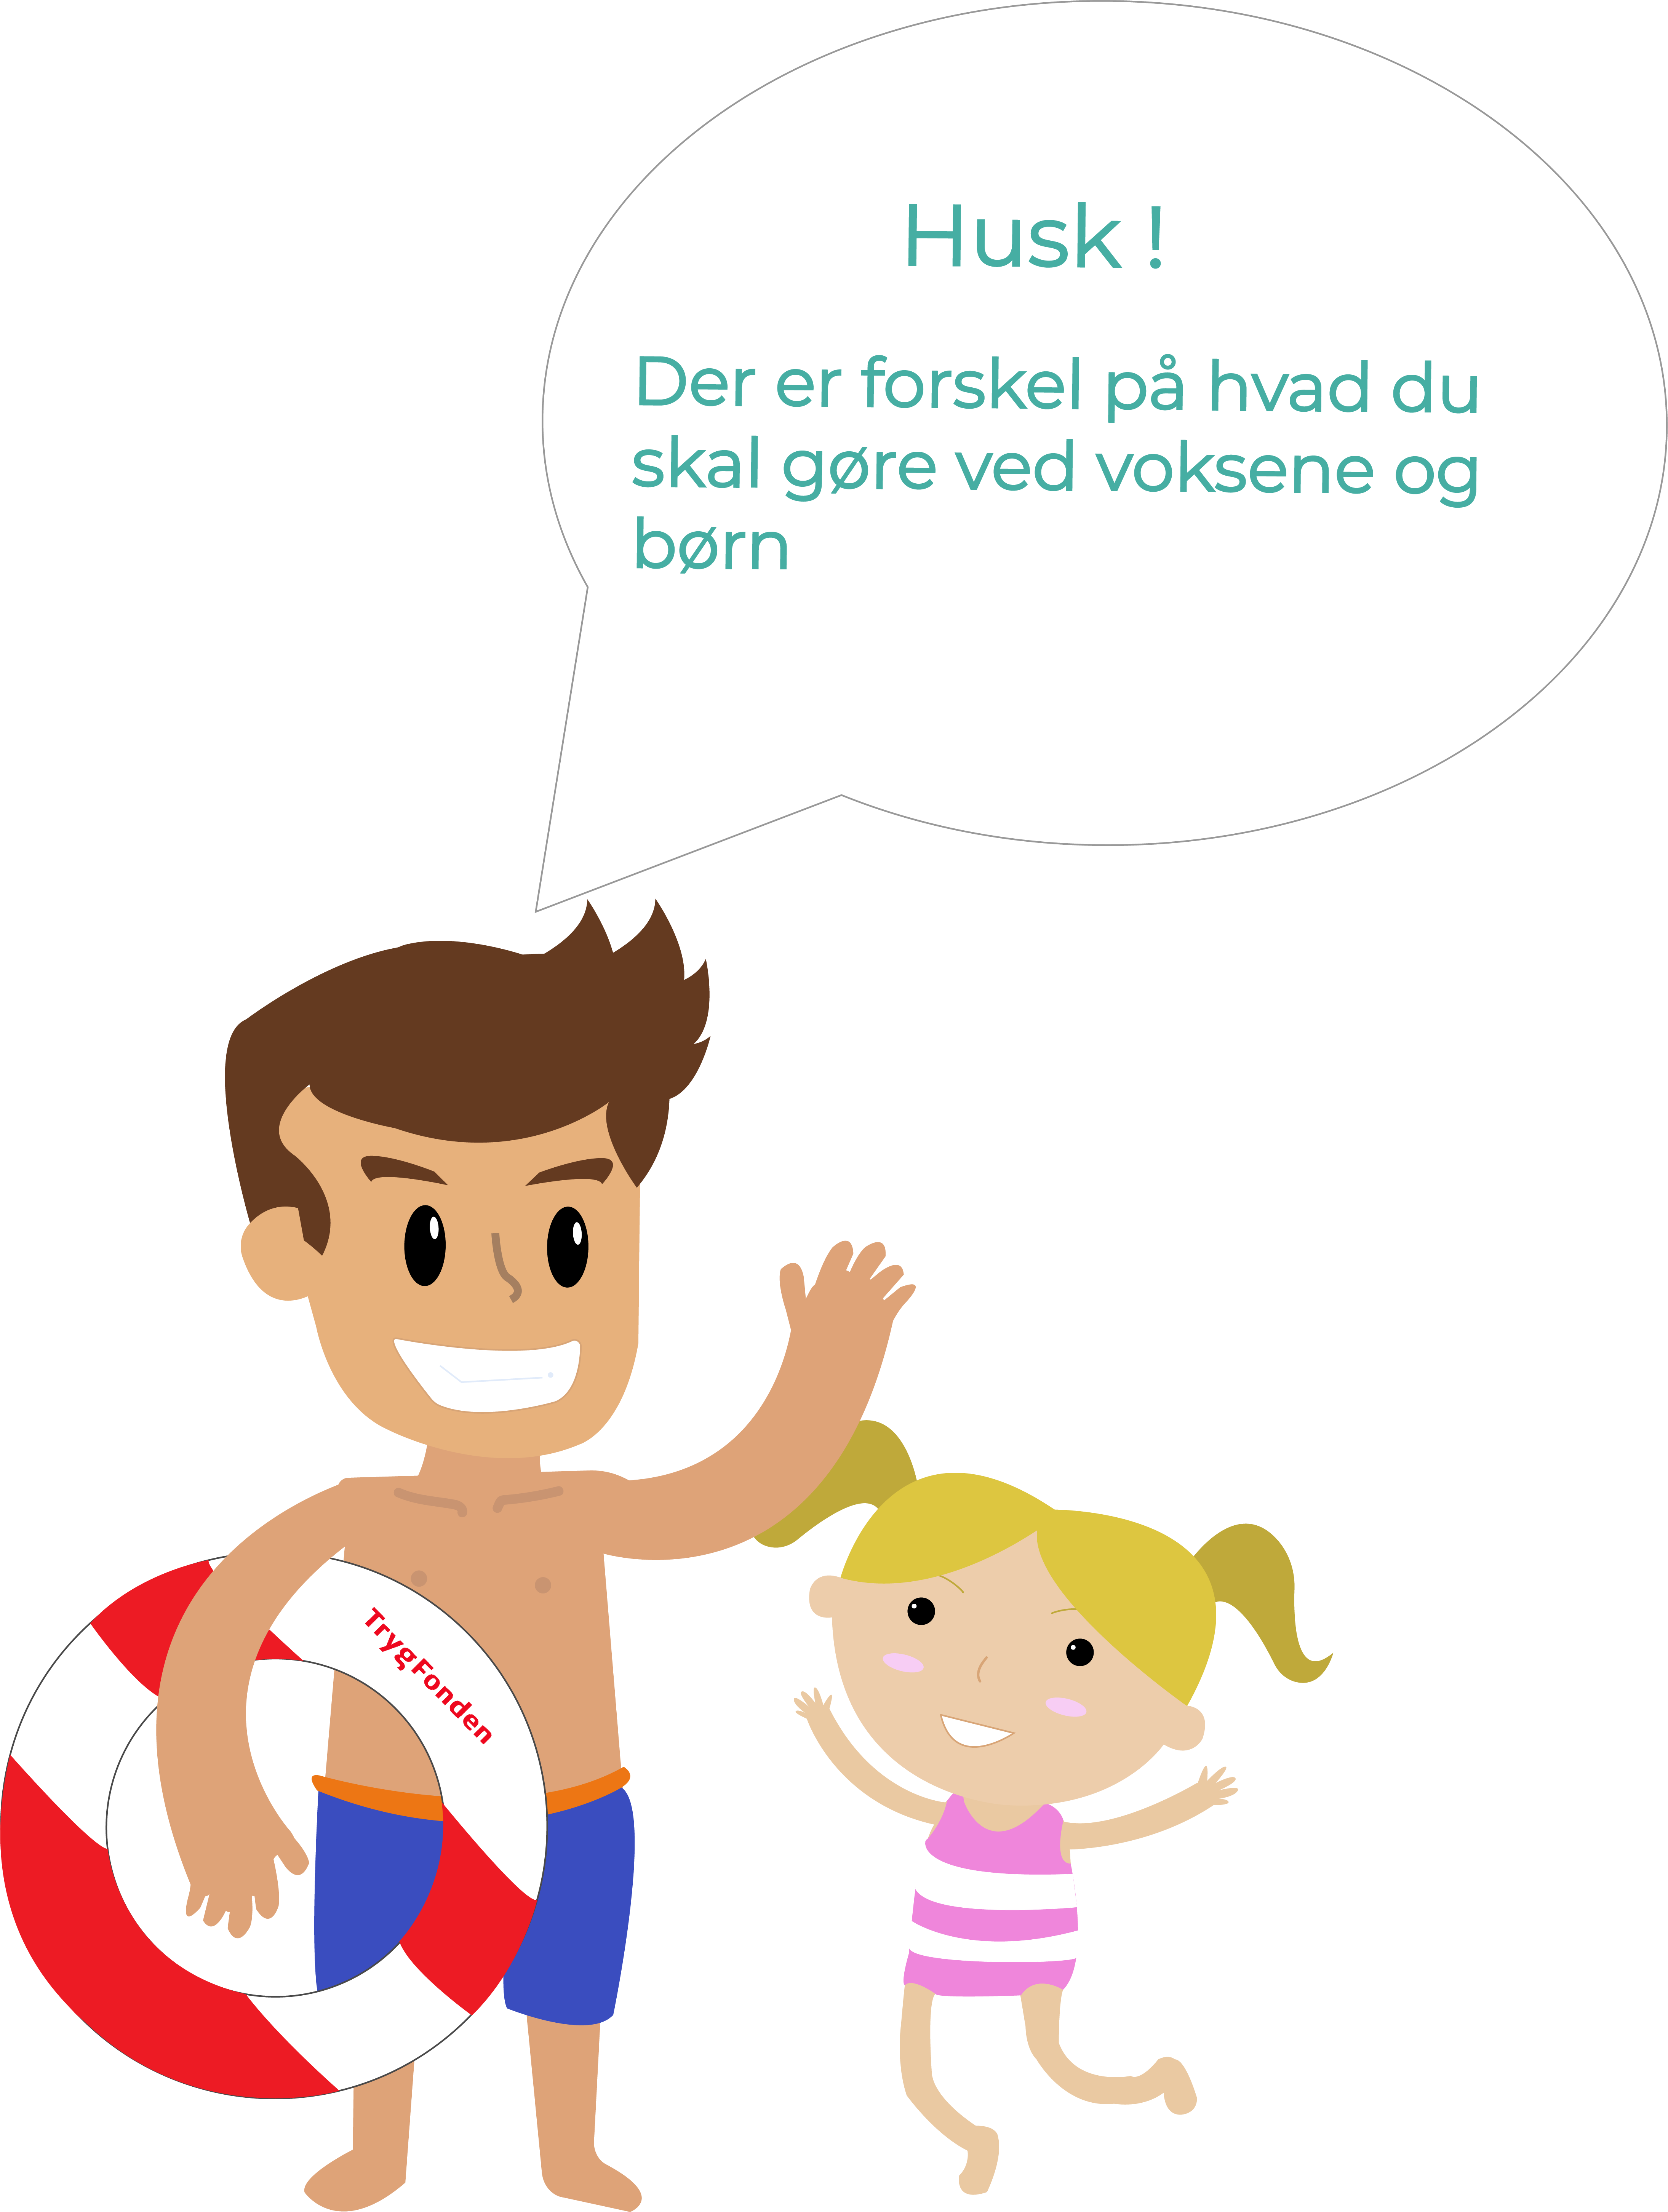 Husk !
Der er forskel på hvad du
skal gøre ved voksene og
børn
TrygFonden